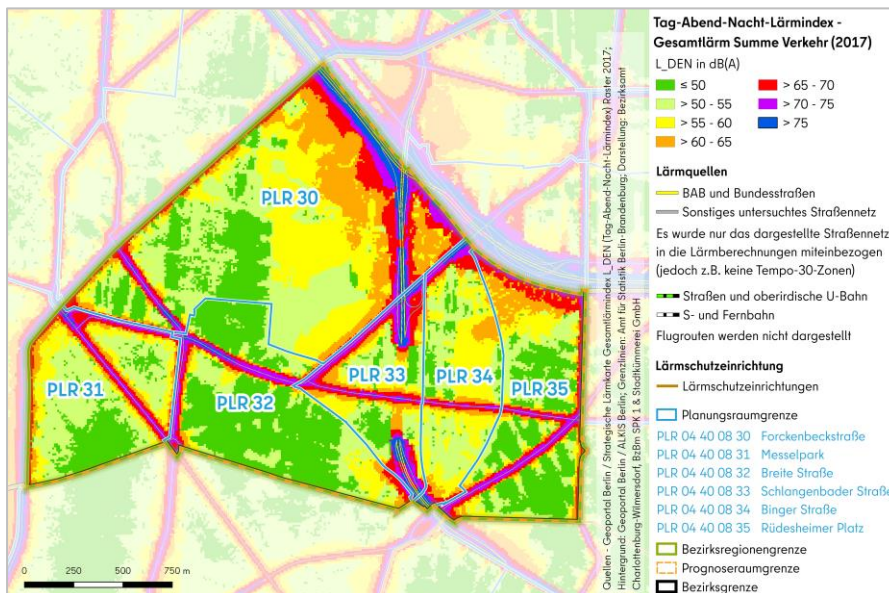 Tag-Abend-Nacht-Lärmindex -
Gesamtlärm Summe Verkehr (2017)
L_DEN in dB(A)
≤ 50
> 50 - 55
> 55 - 60
> 60 - 65
> 65 - 70
> 70 - 75
> 75
Lärmquellen
BAB und Bundesstraßen
Sonstiges untersuchtes Straßennetz
Es wurde nur das dargestellte Straßennetz
in die Lärmberechnungen miteinbezogen
(jedoch z.B. keine Tempo-30-Zonen)
Straßen und oberirdische U-Bahn
S- und Fernbahn
Flugrouten werden nicht dargestellt
Lärmschutzeinrichtung
Lärmschutzeinrichtungen
Planungsraumgrenze
PLR 04 40 08 30 Forckenbeckstraße
PLR 04 40 08 31 Messelpark
PLR 04 40 08 32 Breite Straße
PLR 04 40 08 33 Schlangenbader Straße
PLR 04 40 08 34 Binger Straße
PLR 04 40 08 35 Rüdesheimer Platz
Bezirksregionengrenze
Prognoseraumgrenze
Bezirksgrenze
PLR 30
PLR 31
PLR 32
PLR 33
PLR 34
PLR 35
0 250 500 750 m
Quellen - Geoportal Berlin / Strategische Lärmkarte Gesamtlärmindex L_DEN (Tag-Abend-Nacht-Lärmindex) Raster 2017;
Hintergrund: Geoportal Berlin / ALKIS Berlin; Grenzlinien: Amt für Statistik Berlin-Brandenburg; Darstellung: Bezirksamt
Charlottenburg-Wilmersdorf, BzBm SPK 1 & Stadtkümmerei GmbH